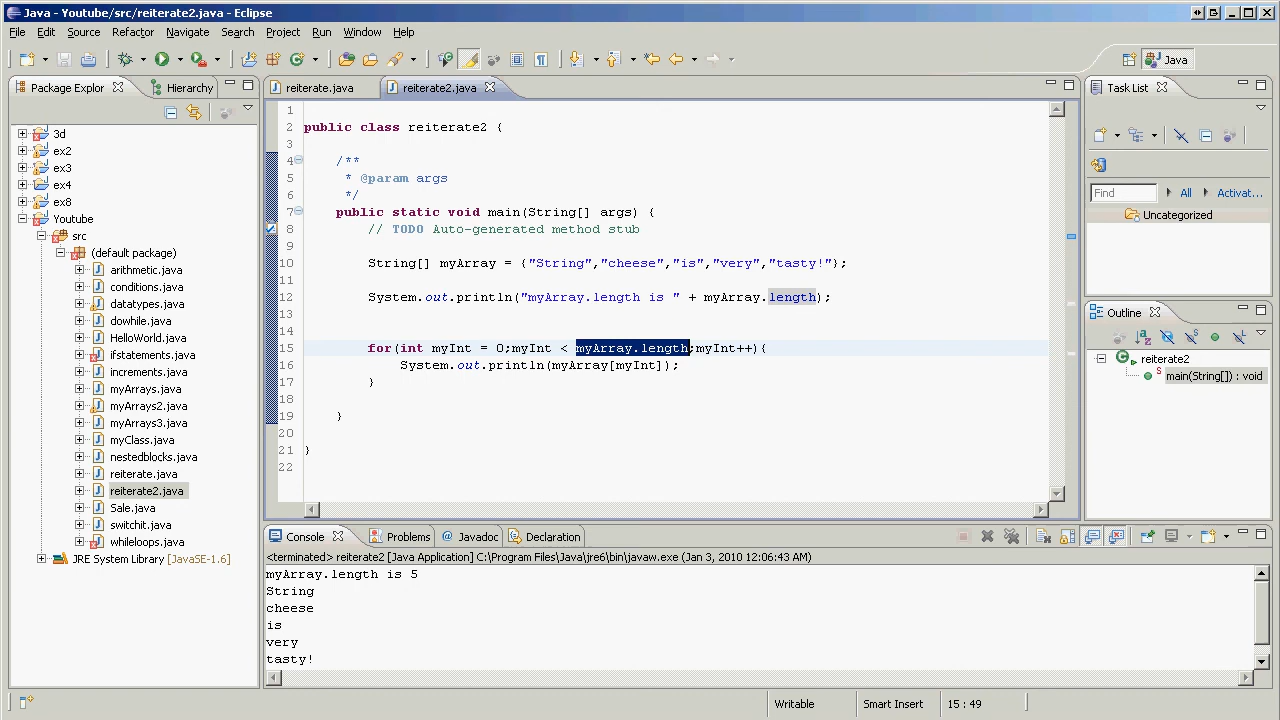 Java - Youtube/src/reiterate2.java - Eclipse
File Edit Source Refactor Navigate Search Project Run Window Help
Java
Package Explor
Hierarchy
3d
ex2
ex3
ex4
ex8
Youtube
src
(default package)
arithmetic.java
conditions.java
datatypes.java
dowhile.java
HelloWorld.java
ifstatements.java
increments.java
myArrays.java
myArrays2.java
myArrays3.java
myClass.java
nestedblocks.java
reiterate.java
reiterate2.java
Sale.java
switchit.java
whileloops.java
JRE System Library [JavaSE-1.6]
reiterate.java
reiterate2.java
1
2 public class reiterate2 {
3
4 /**
5 * @param args
6 */
7 public static void main(String[] args) {
8 // TODO Auto-generated method stub
9
10 String[] myArray = {"String","cheese","is","very","tasty!"};
11
12 System.out.println("myArray.length is " + myArray.length);
13
14
15 for(int myInt = 0;myInt < myArray.length;myInt++){
16 System.out.println(myArray[myInt]);
17 }
18
19 }
20
21 }
22
Task List
Find All Activat...
Uncategorized
Outline
reiterate2
main(String[]) : void
Console Problems Javadoc Declaration
<terminated> reiterate2 [Java Application] C:\Program Files\Java\jre6\bin\javaw.exe (Jan 3, 2010 12:06:43 AM)
myArray.length is 5
String
cheese
is
very
tasty!
Writable Smart Insert 15 : 49